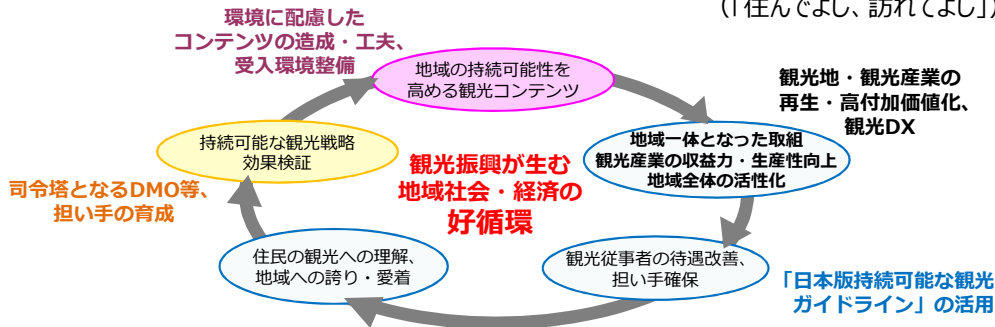 （「住んでよし、訪れてよし」）
環境に配慮した
コンテンツの造成・工夫、
受入環境整備
地域の持続可能性を
高める観光コンテンツ
観光地・観光産業の
再生・高付加価値化、
観光DX
地域一体となった取組
観光産業の収益力・生産性向上
地域全体の活性化
持続可能な観光戦略
効果検証
観光振興が生む
地域社会・経済の
好循環
司令塔となるDMO等、
担い手の育成
住民の観光への理解、
地域への誇り・愛着
観光従事者の待遇改善、
担い手確保
「日本版持続可能な観光
ガイドライン」の活用